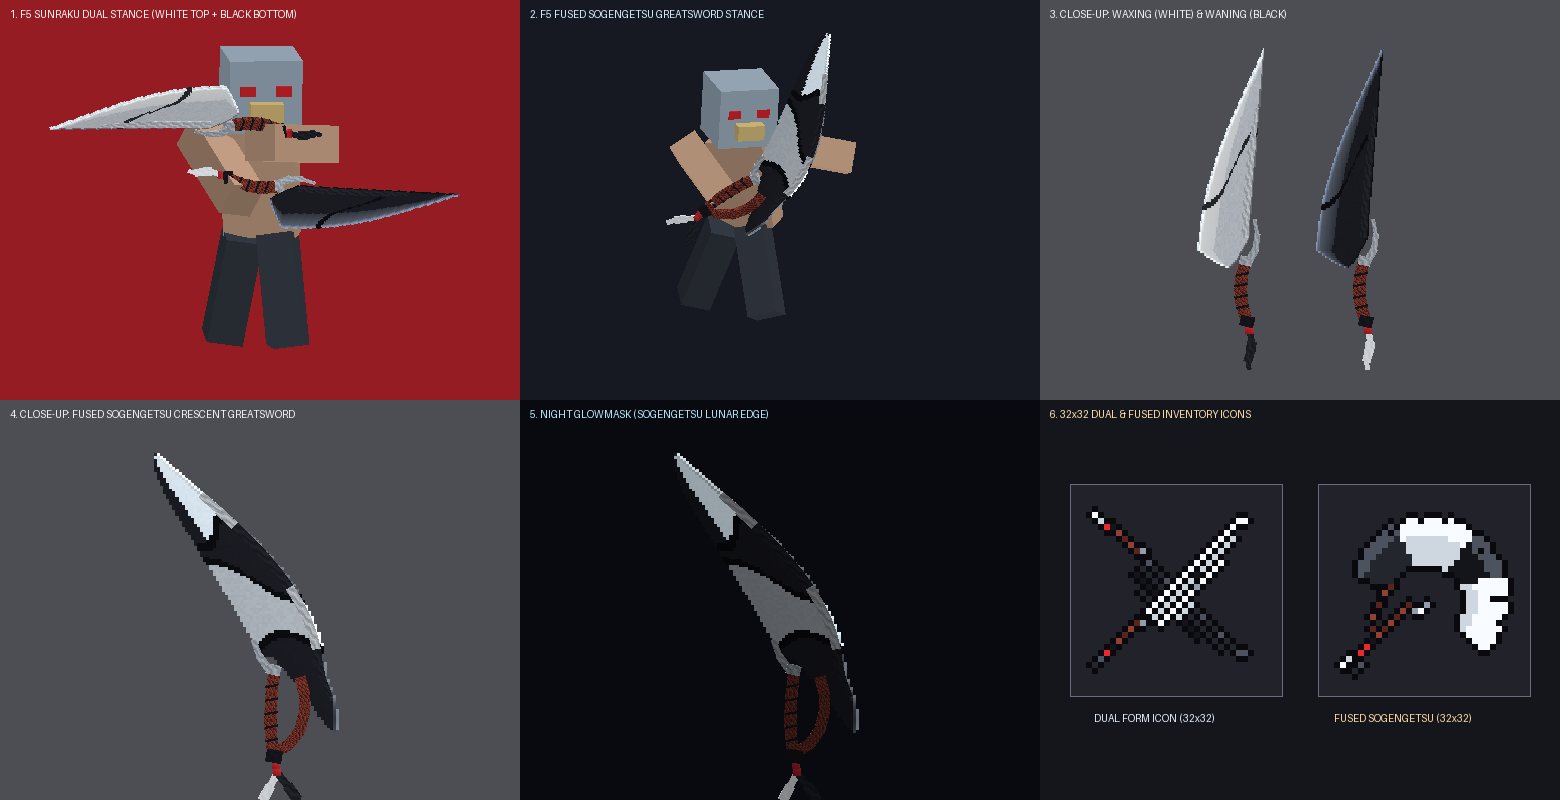 1. F5 SUNRAKU DUAL STANCE (WHITE TOP + BLACK BOTTOM)
2. F5 FUSED SOGENGETSU GREATSWORD STANCE
3. CLOSE-UP: WAXING (WHITE) & WANING (BLACK)
4. CLOSE-UP: FUSED SOGENGETSU CRESCENT GREATSWORD
5. NIGHT GLOWMASK (SOGENGETSU LUNAR EDGE)
6. 32x32 DUAL & FUSED INVENTORY ICONS
DUAL FORM ICON (32x32)
FUSED SOGENGETSU (32x32)